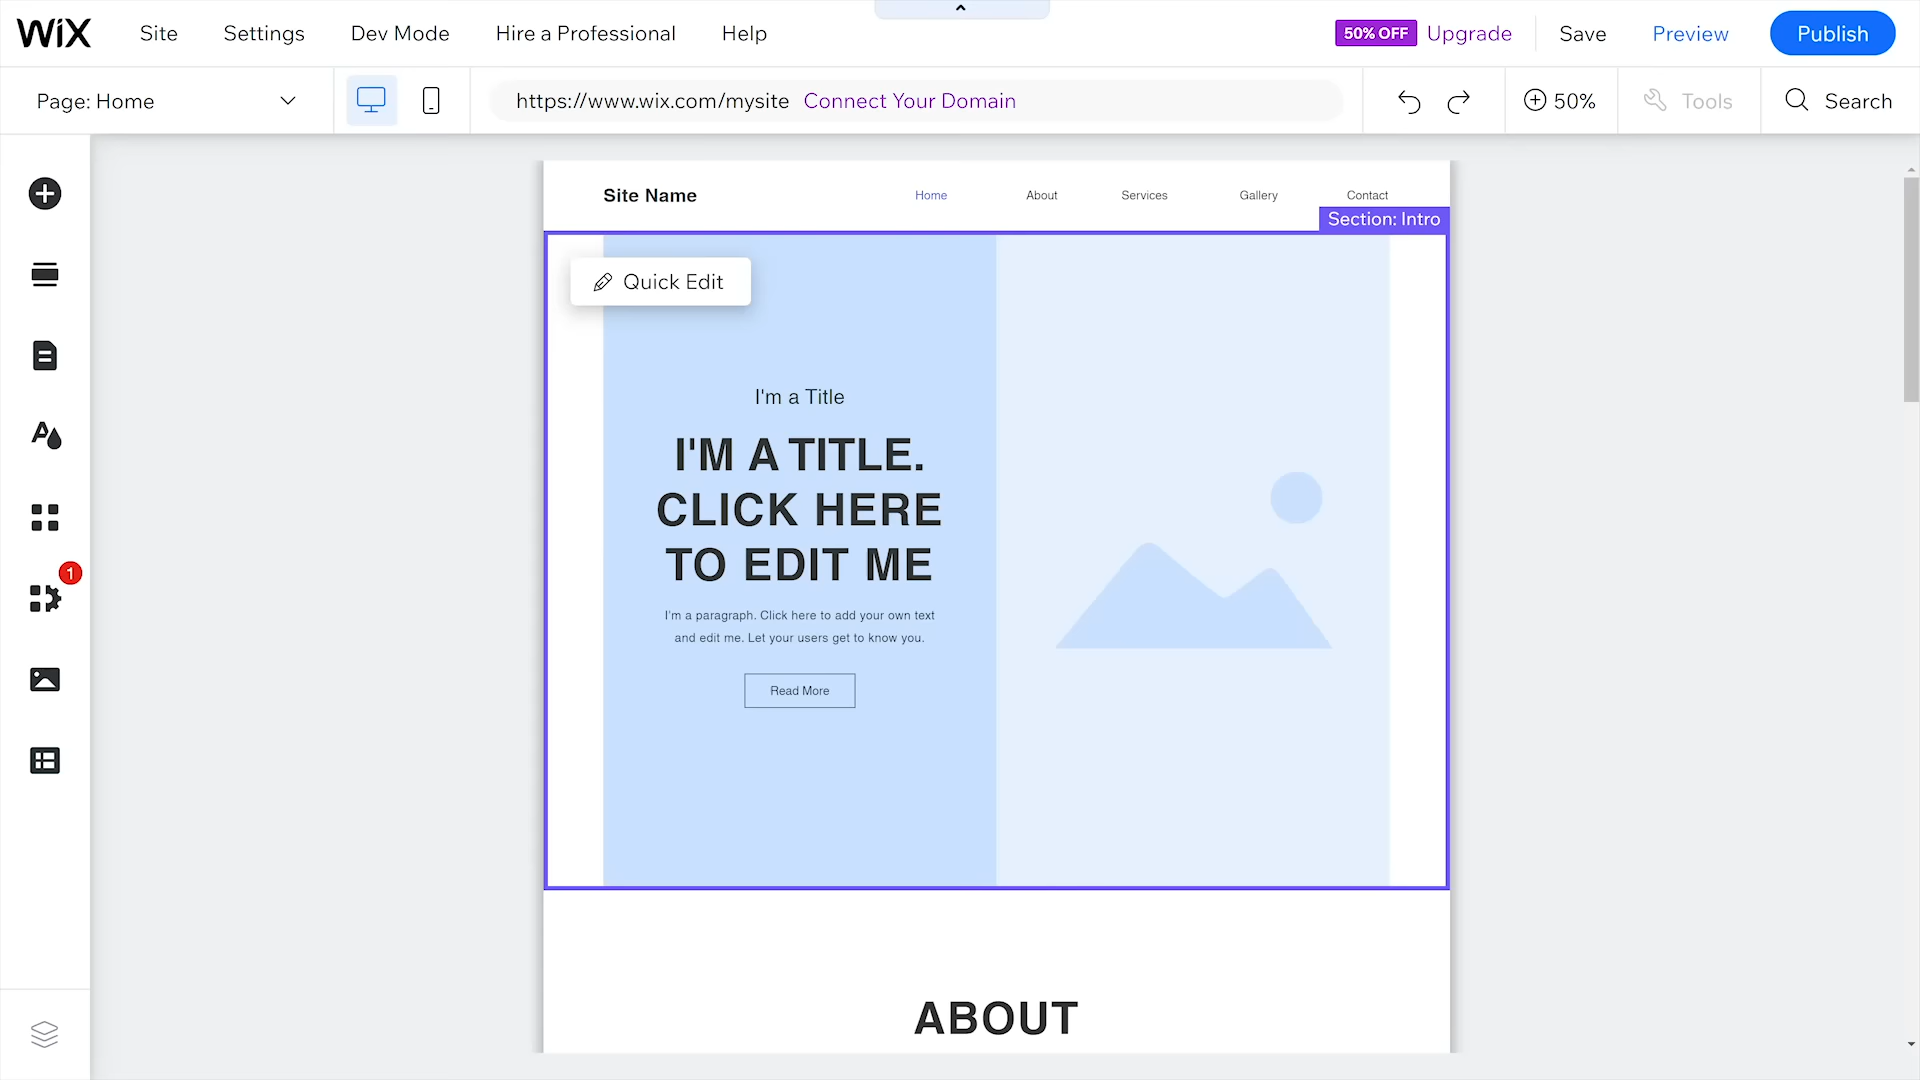 WiX
Site
Settings
Dev Mode
Hire a Professional
Help
50% OFF
Upgrade
Save
Preview
Publish
Page: Home
https://www.wix.com/mysite Connect Your Domain
50%
Tools
Search
Site Name
Home
About
Services
Gallery
Contact
Section: Intro
Quick Edit
I'm a Title
I'M A TITLE.
CLICK HERE
TO EDIT ME
I'm a paragraph. Click here to add your own text
and edit me. Let your users get to know you.
Read More
1
ABOUT